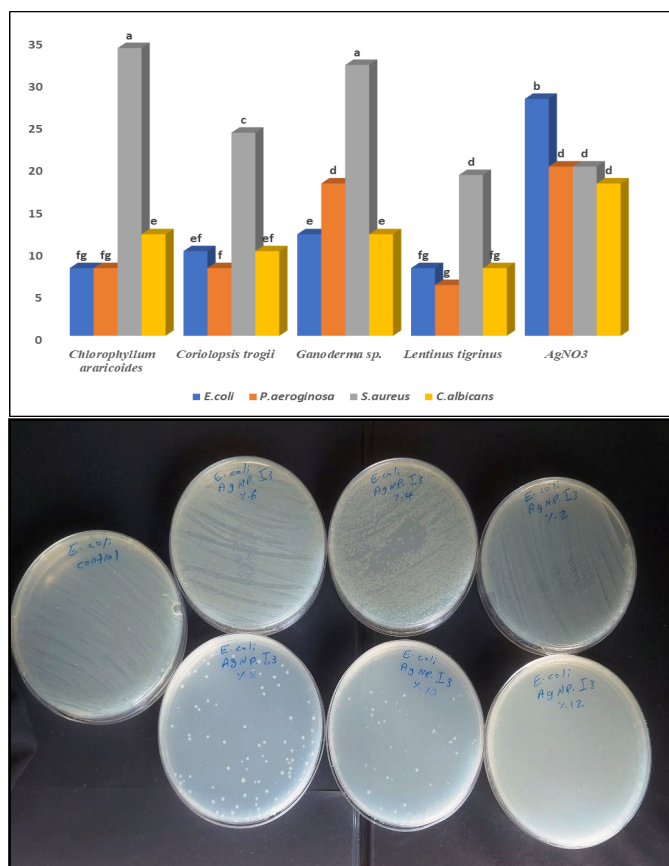 35
30
25
20
15
10
5
0
a
fg fg e
c
ef f ef
a
e d e
d
fg g fg
b
d d d
Chlorophyllum
araricoides
Coriolopsis trogii
Ganoderma sp.
Lentinus tigrinus
AgNO3
E.coli
P.aeroginosa
S.aureus
C.albicans
E.coli
control
E.coli
AgNP.I3
%6
E.coli
AgNP.I3
%4
E.coli
AgNP.I3
%2
E.coli
AgNP.I3
%8
E.coli
AgNP.I3
%10
E.coli
AgNP.I3
%12